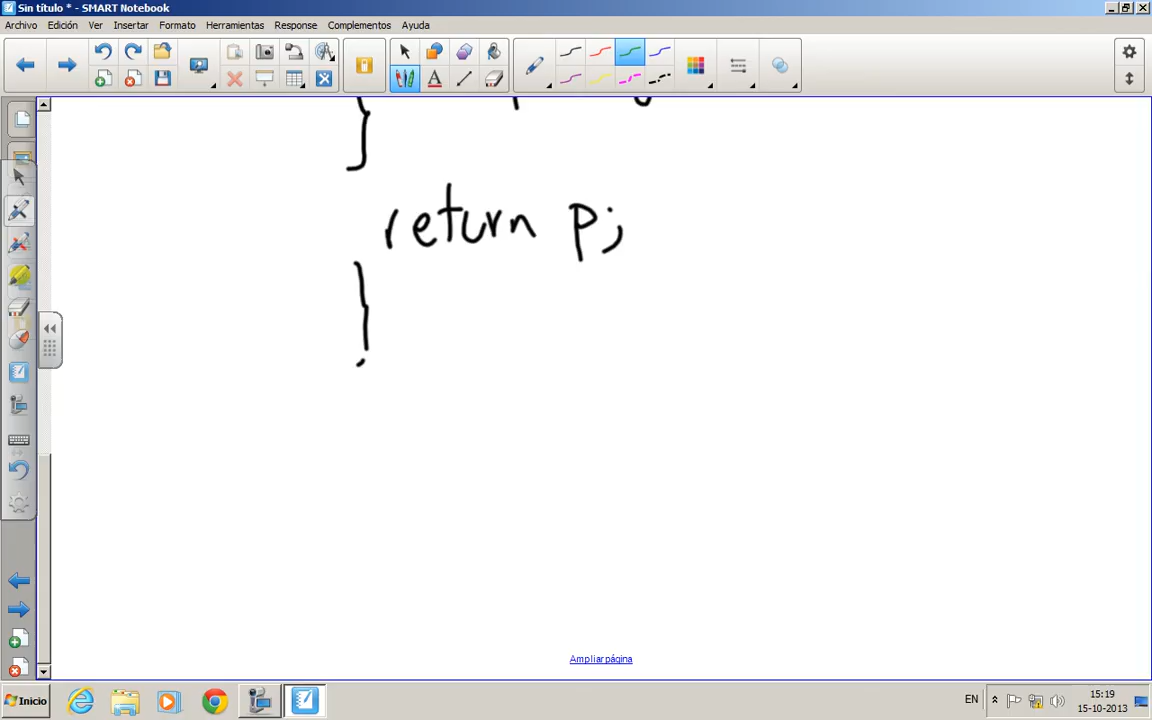 Sin título * - SMART Notebook
Archivo Edición Ver Insertar Formato Herramientas Response Complementos Ayuda
}
return p;
}
Ampliar página
Inicio
EN
15:19
15-10-2013